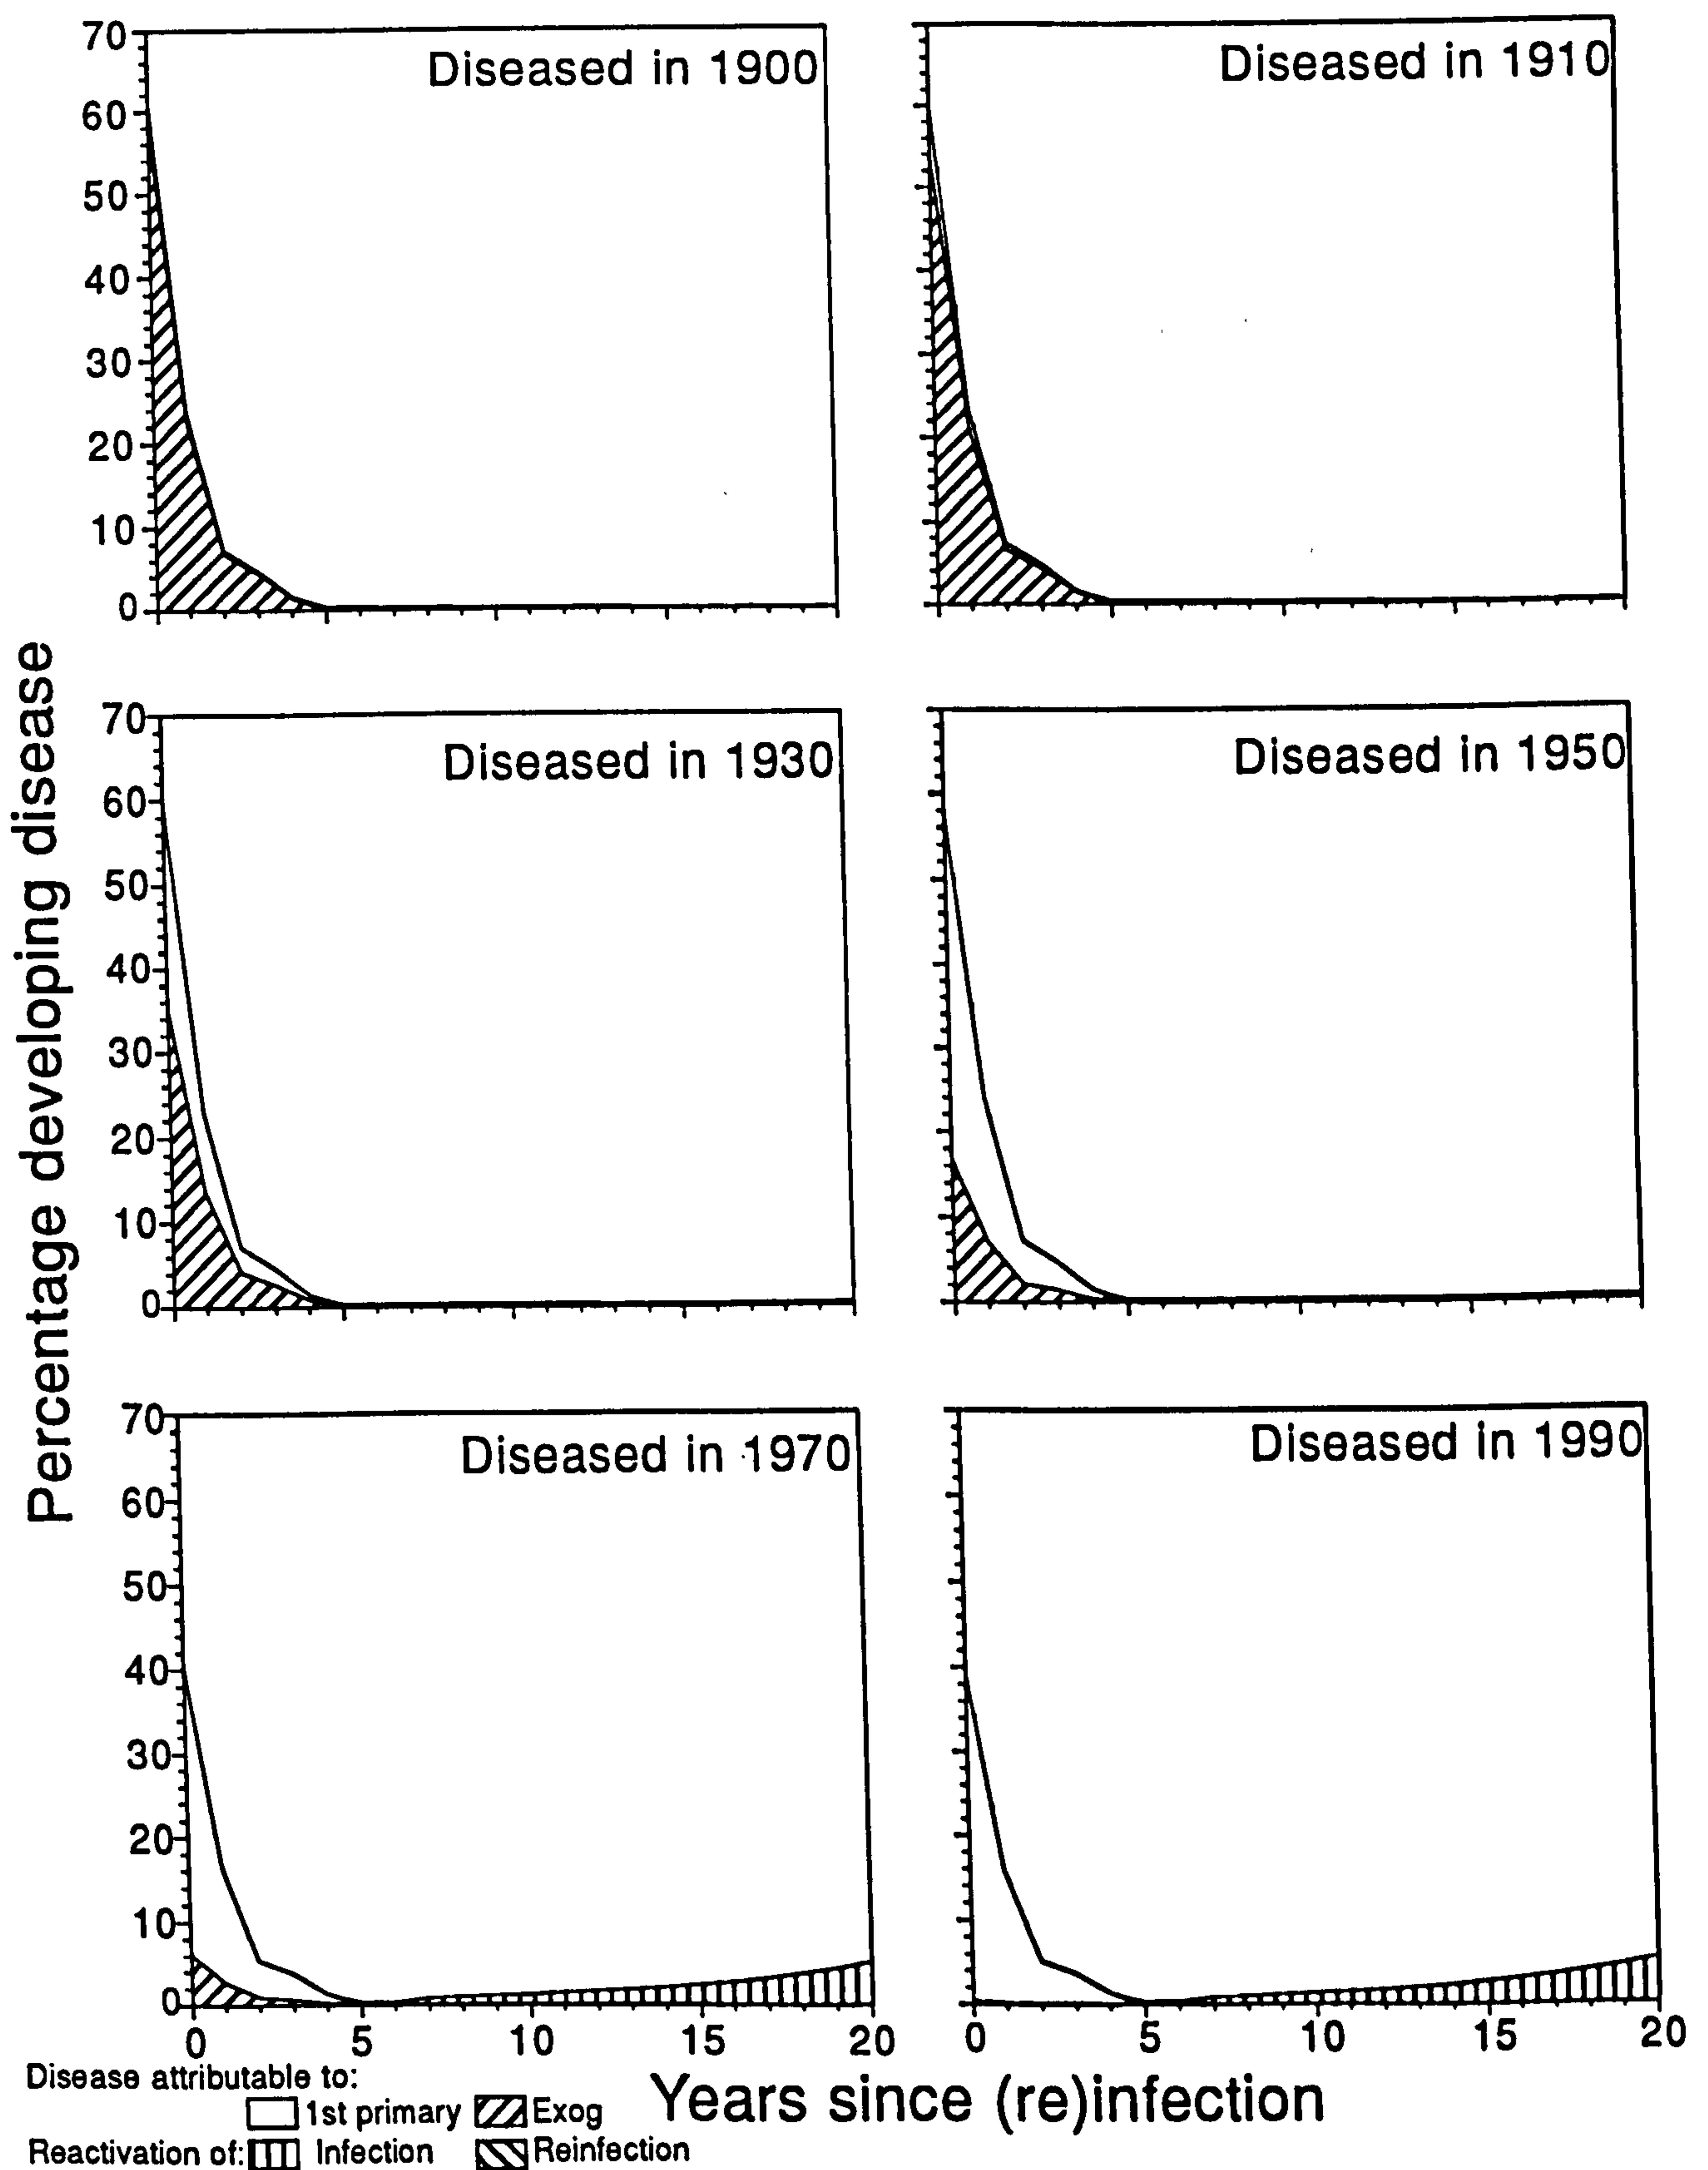 Percentage developing disease
Diseased in 1900
70
60
50
40
30
20
10
0
Diseased in 1910
Diseased in 1930
70
60
50
40
30
20
10
0
Diseased in 1950
Diseased in 1970
70
60
50
40
30
20
10
0
0 5 10 15 20
Diseased in 1990
0 5 10 15 20
Years since (re)infection
Disease attributable to:
1st primary Exog
Reactivation of: Infection Reinfection